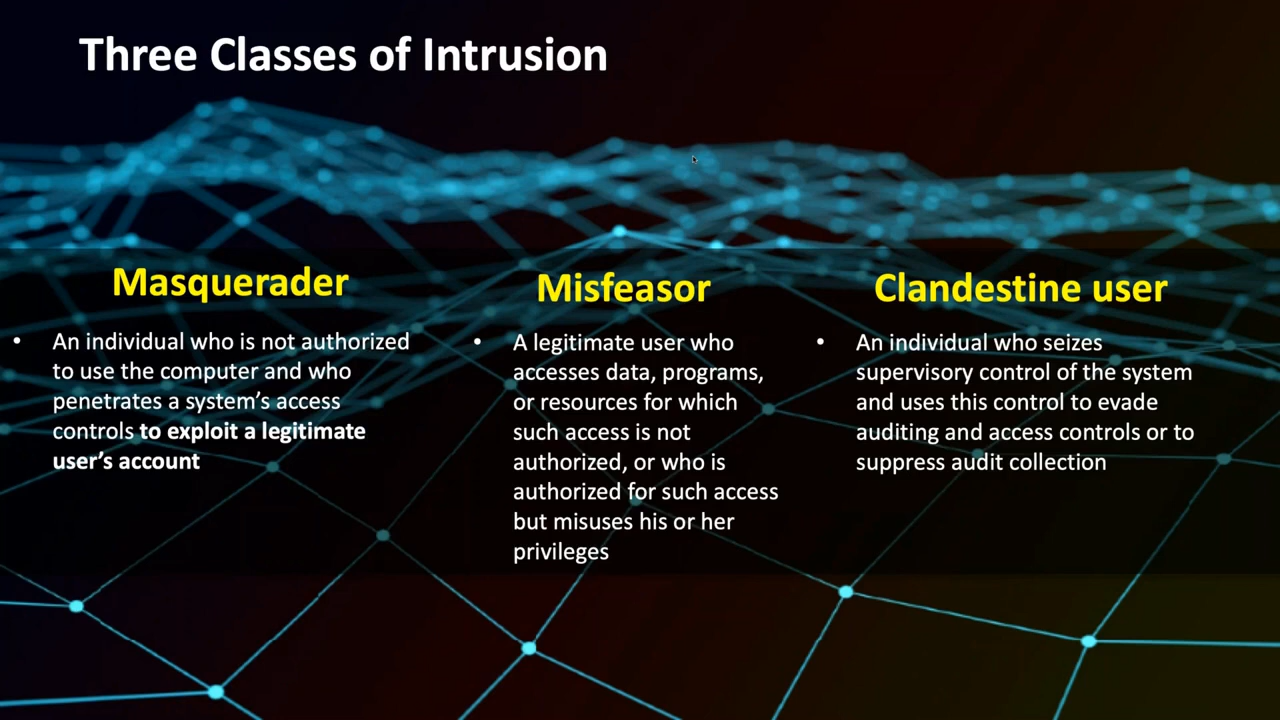 Three Classes of Intrusion
Masquerader
• An individual who is not authorized
to use the computer and who
penetrates a system's access
controls to exploit a legitimate
user's account
Misfeasor
• A legitimate user who
accesses data, programs,
or resources for which
such access is not
authorized, or who is
authorized for such access
but misuses his or her
privileges
Clandestine user
• An individual who seizes
supervisory control of the system
and uses this control to evade
auditing and access controls or to
suppress audit collection